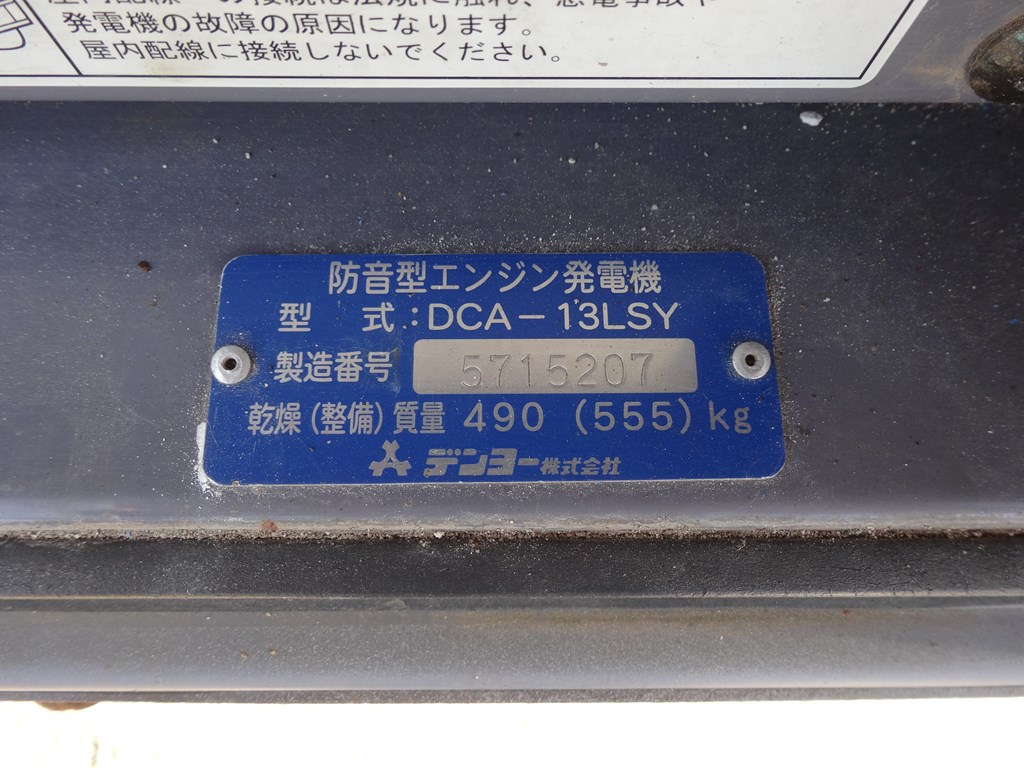 発電機の故障の原因になります。
屋内配線に接続しないでください。
防音型エンジン発電機
型 式:DCA-13LSY
製造番号 5715207
乾燥(整備)質量 490 (555) kg
デンヨー株式会社